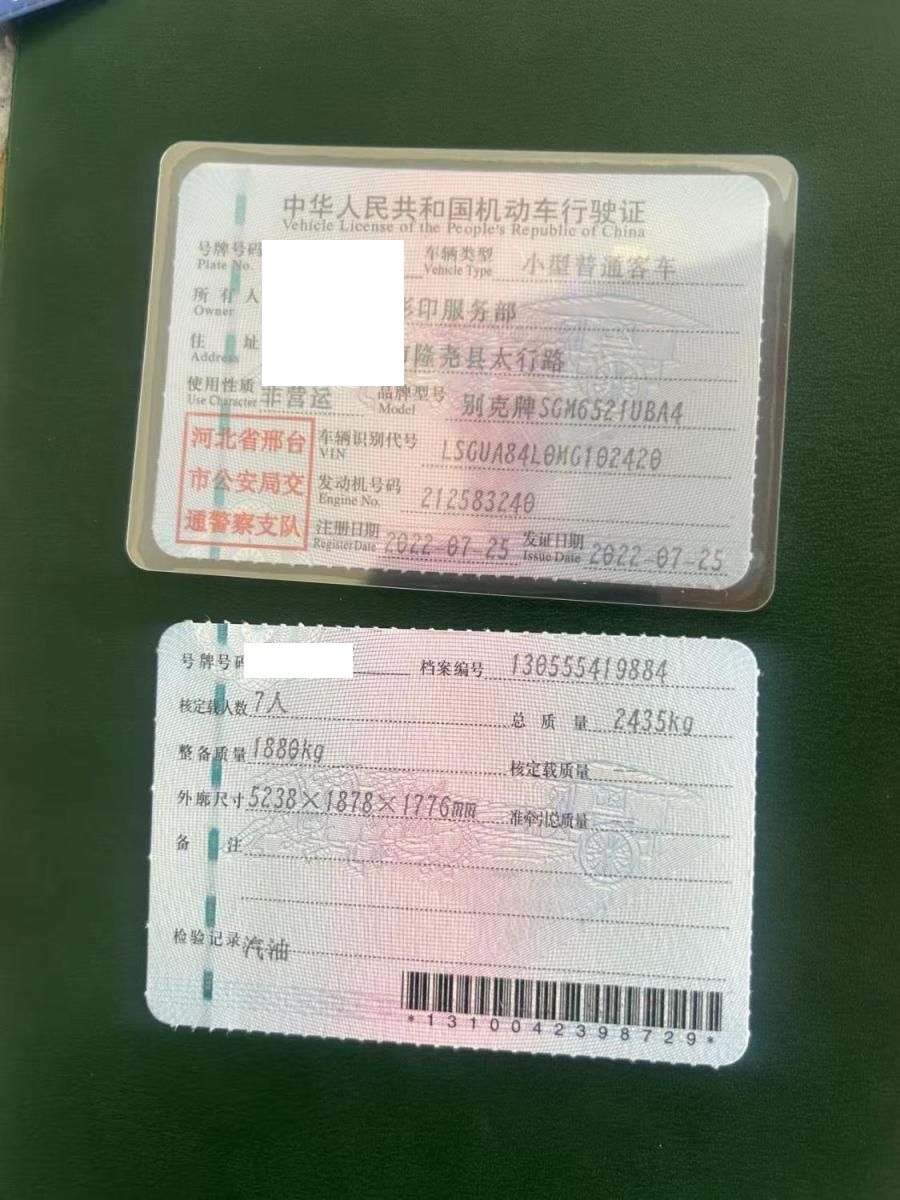 中华人民共和国机动车行驶证
Vehicle License of the People's Republic of China
号牌号码 车辆类型 小型普通客车
Plate No. Vehicle Type
所有人 影印服务部
Owner
住址 隆尧县太行路
Address
使用性质 非营运 品牌型号 别克牌SGM6521UBA4
Use Character Model
河北省邢台
市公安局交
通警察支队
车辆识别代号 LSGUA84L0MG102420
VIN
发动机号码 212583240
Engine No.
注册日期 2022-07-25 发证日期 2022-07-25
Register Date Issue Date
号牌号码 档案编号 130555419884
核定载人数 7人 总质量 2435kg
整备质量 1880kg 核定载质量
外廓尺寸 5238×1878×1776mm 准牵引总质量
备注
检验记录 汽油
*1310042398729*